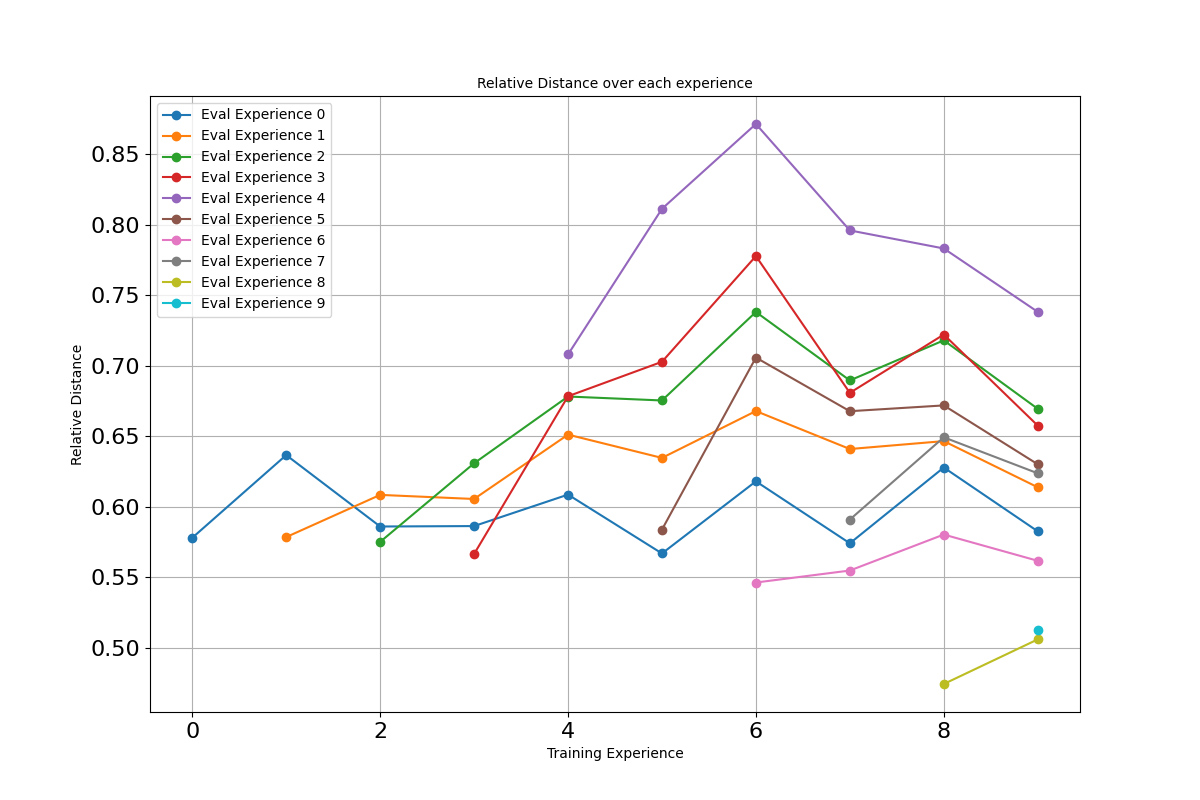 Relative Distance over each experience
Eval Experience 0
Eval Experience 1
Eval Experience 2
Eval Experience 3
Eval Experience 4
Eval Experience 5
Eval Experience 6
Eval Experience 7
Eval Experience 8
Eval Experience 9
0.85
0.80
0.75
0.70
0.65
0.60
0.55
0.50
Relative Distance
0 2 4 6 8
Training Experience